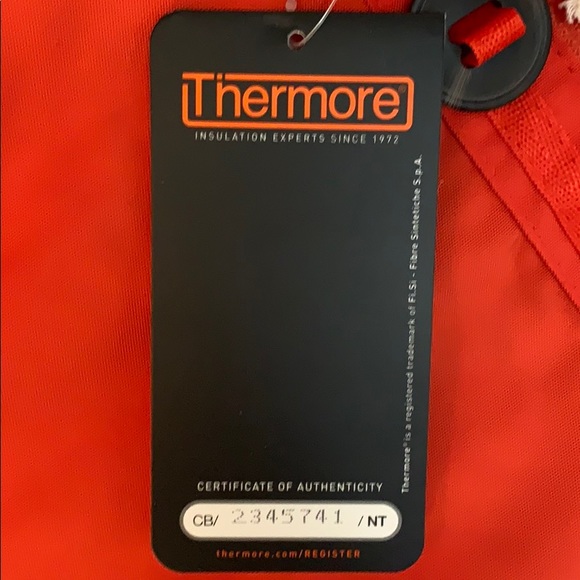 Thermore®
INSULATION EXPERTS SINCE 1972
Thermore® is a registered trademark of Fi.Si - Fibre Sintetiche S.p.A.
CERTIFICATE OF AUTHENTICITY
CB/ 2345741 /NT
thermore.com/REGISTER